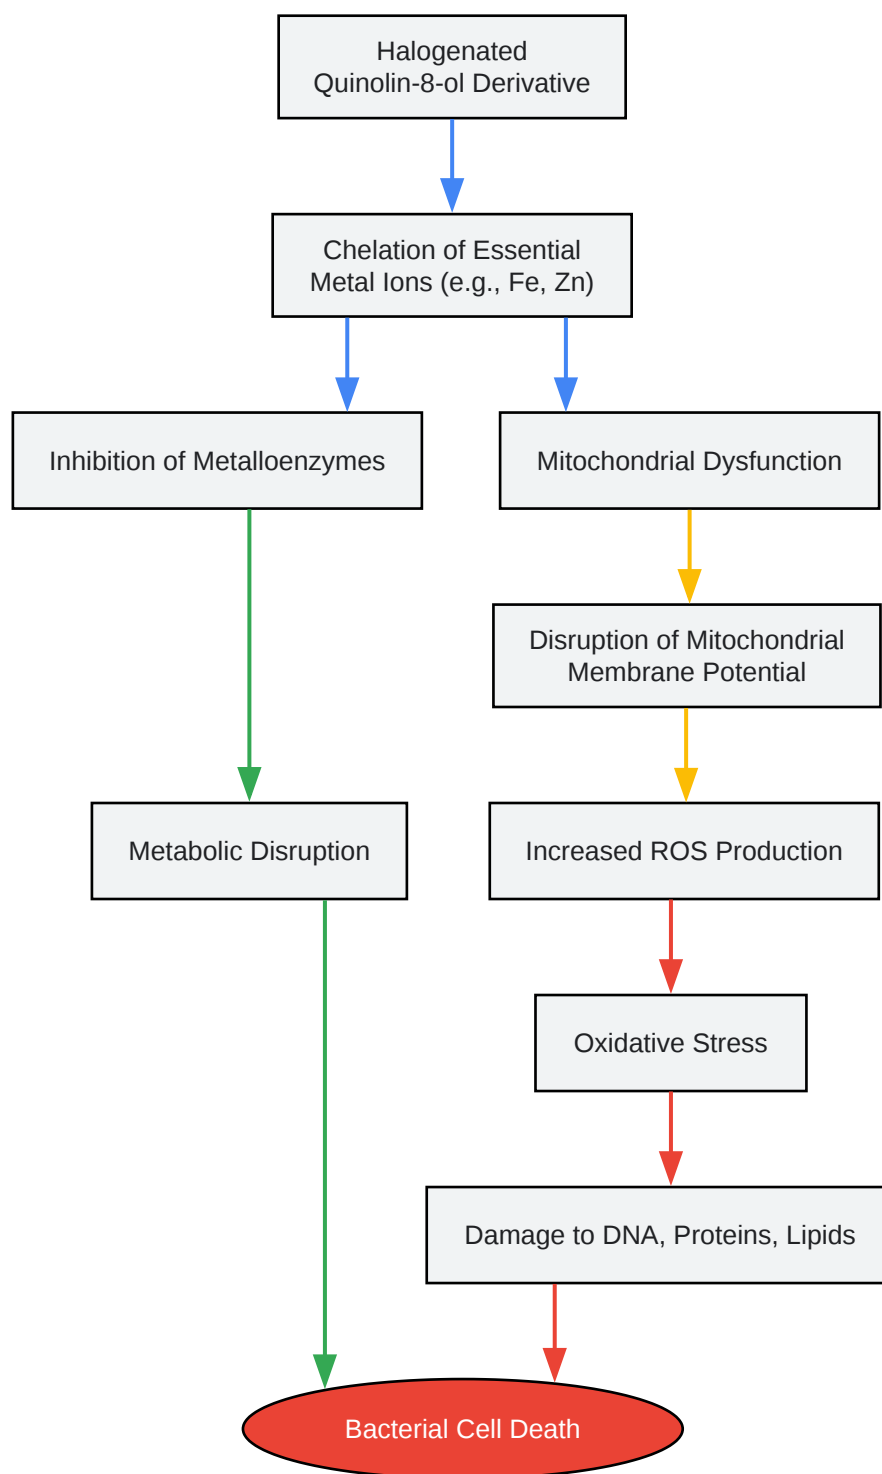 Halogenated
Quinolin-8-ol Derivative
Chelation of Essential
Metal Ions (e.g., Fe, Zn)
Inhibition of Metalloenzymes
Mitochondrial Dysfunction
Disruption of Mitochondrial
Membrane Potential
Metabolic Disruption
Increased ROS Production
Oxidative Stress
Damage to DNA, Proteins, Lipids
Bacterial Cell Death